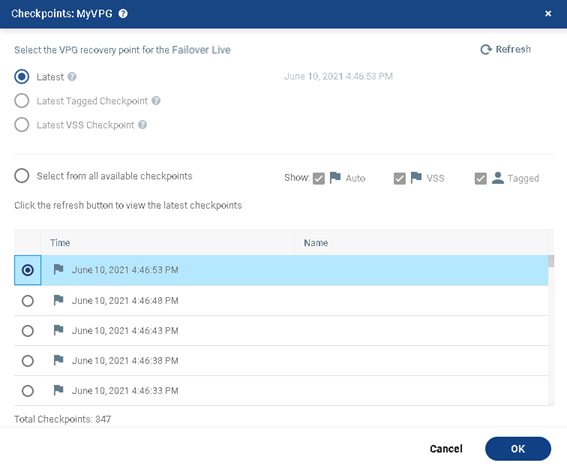 Checkpoints: MyVPG ?
×
Select the VPG recovery point for the Failover Live
Refresh
Latest ? June 10, 2021 4:46:53 PM
Latest Tagged Checkpoint ?
Latest VSS Checkpoint ?
Select from all available checkpoints Show: Auto VSS Tagged
Click the refresh button to view the latest checkpoints
Time Name
June 10, 2021 4:46:53 PM
June 10, 2021 4:46:48 PM
June 10, 2021 4:46:43 PM
June 10, 2021 4:46:38 PM
June 10, 2021 4:46:33 PM
Total Checkpoints: 347
Cancel OK